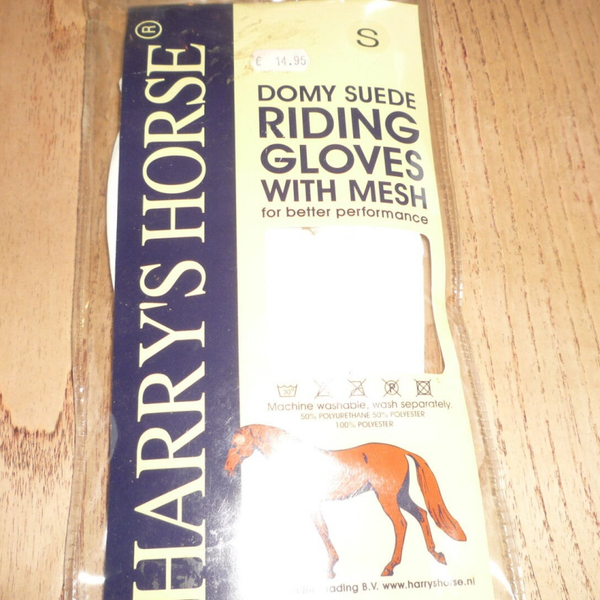 HARRY'S HORSE®
S
€ 14.95
DOMY SUEDE
RIDING
GLOVES
WITH MESH
for better performance
30°
P
Machine washable, wash separately.
50% POLYURETHANE 50% POLYESTER
100% POLYESTER
B.V. www.harryshorse.nl